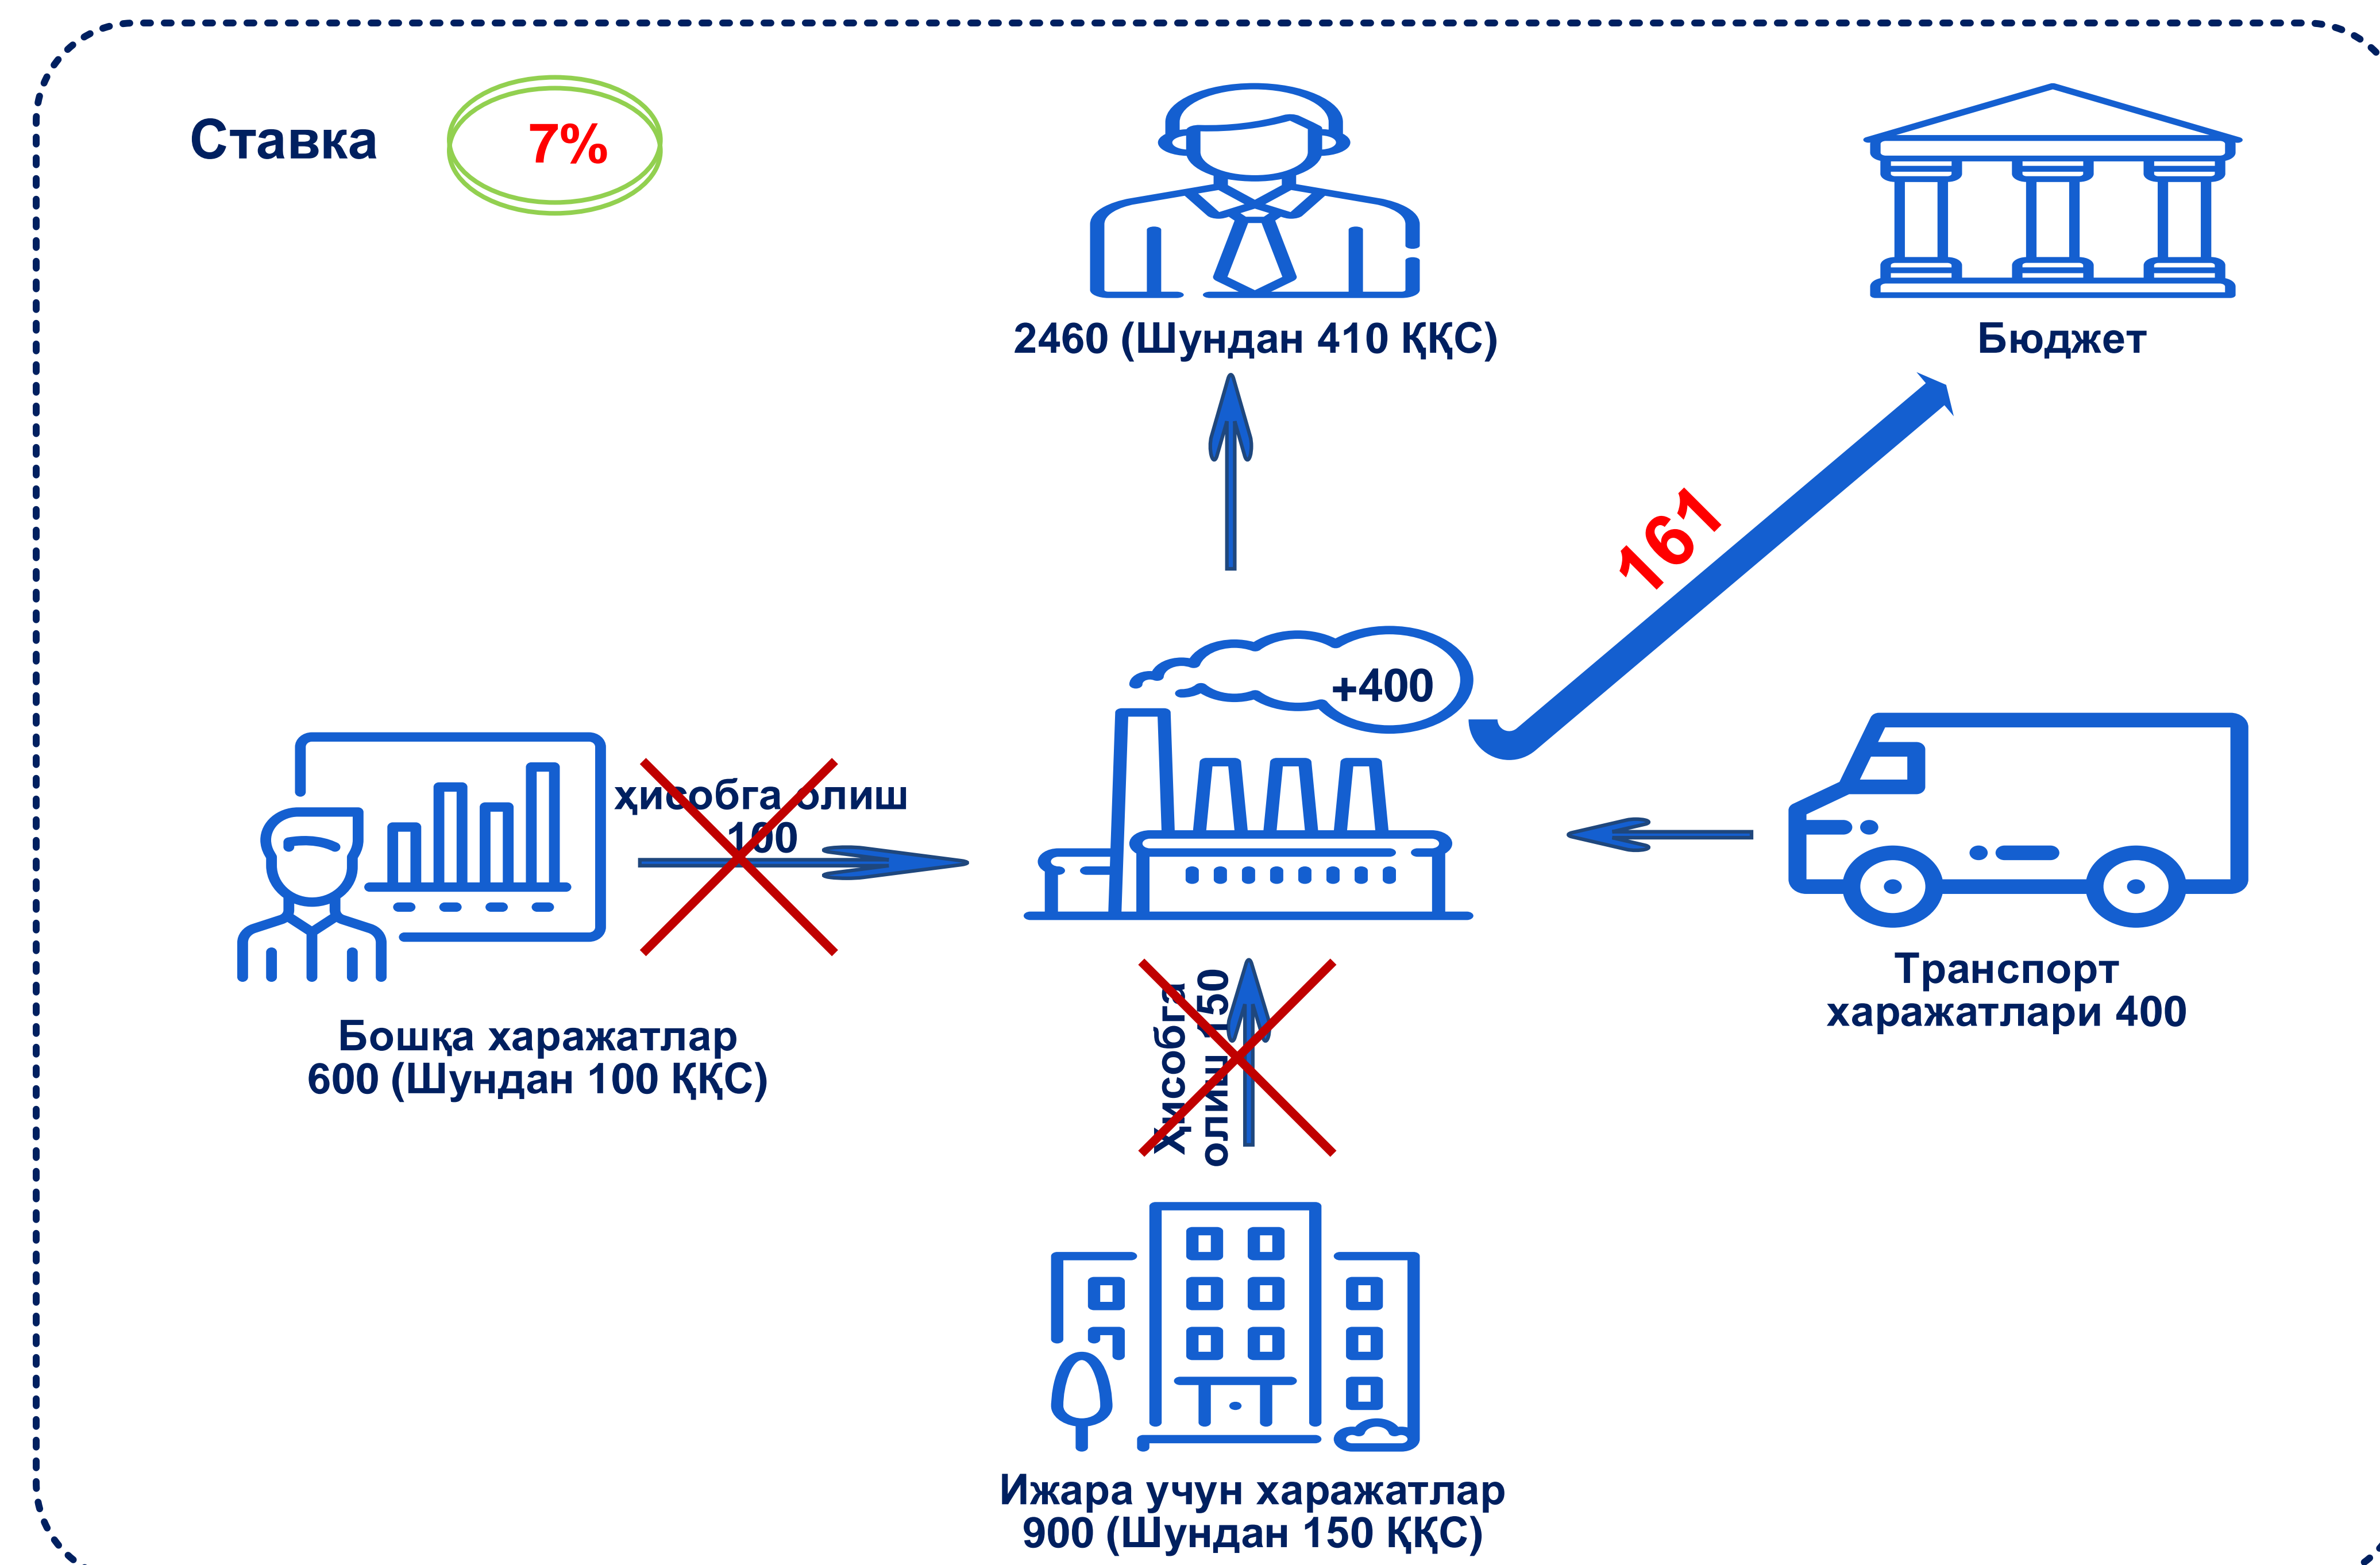 Ставка
7%
2460 (Шундан 410 ҚҚС)
Бюджет
161
+400
ҳисобга олиш
100
Транспорт
харажатлари 400
Бошқа харажатлар
600 (Шундан 100 ҚҚС)
Ҳисобга
олиш 150
Ижара учун харажатлар
900 (Шундан 150 ҚҚС)